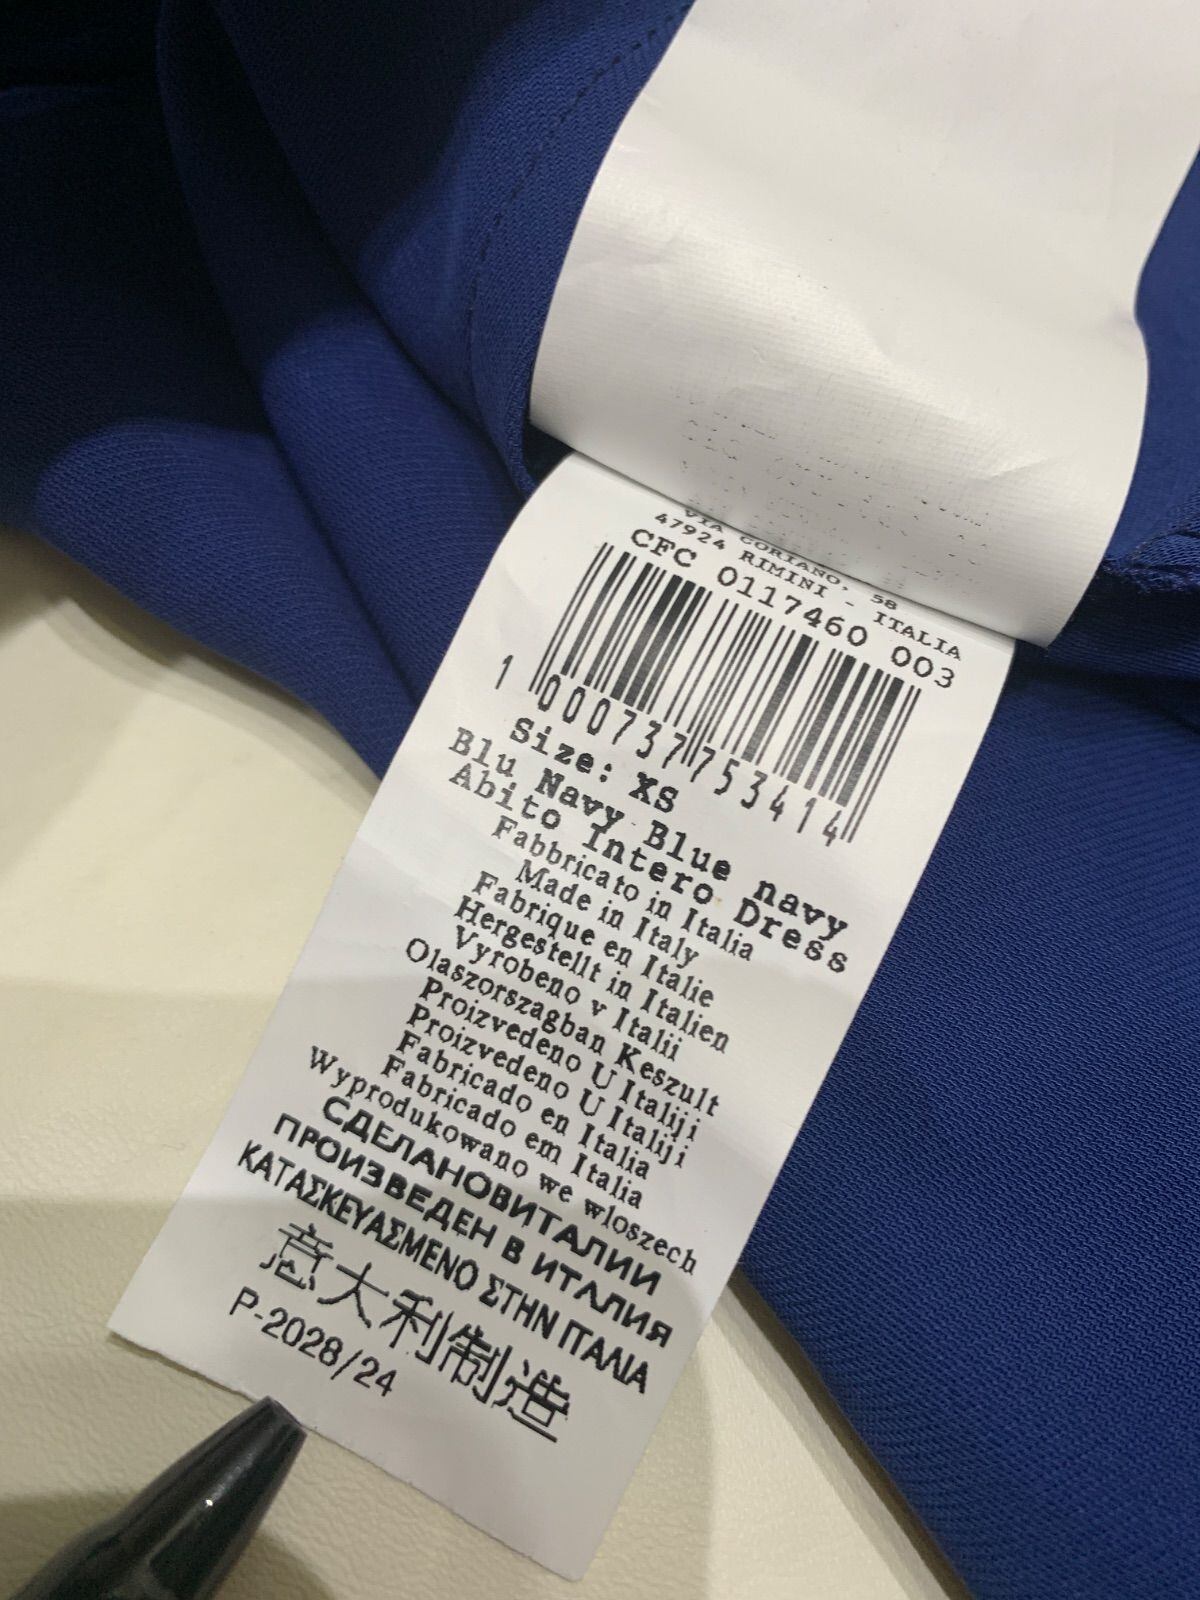 VIA CORIANO, 58
47924 RIMINI - ITALIA
CFC 0117460 003
1 000737 753414
Size: XS
Blu Navy Blue navy
Abito Intero Dress
Fabbricato in Italia
Made in Italy
Fabrique en Italie
Hergestellt in Italien
Vyrobeno v Italii
Olaszorszagban Keszult
Proizvedeno U Italiji
Proizvedeno U Italiji
Fabricado en Italia
Fabricado em Italia
Wyprodukowano we wloszech
СДЕЛАНОВИТАЛИИ
ПРОИЗВЕДЕН В ИТАЛИЯ
ΚΑΤΑΣΚΕΥΑΣΜΕΝΟ ΣΤΗΝ ΙΤΑΛΙΑ
意大利制造
P-2028/24